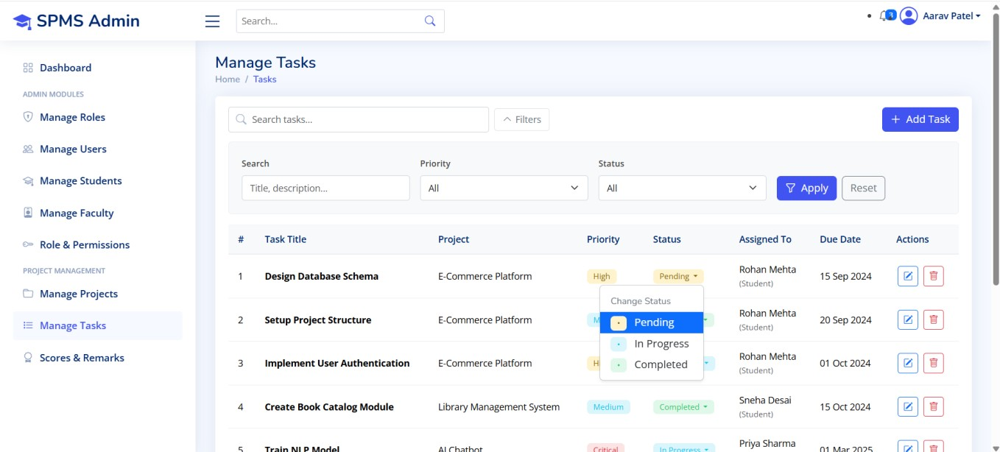 SPMS Admin
Search...
3
Aarav Patel
Dashboard
ADMIN MODULES
Manage Roles
Manage Users
Manage Students
Manage Faculty
Role & Permissions
PROJECT MANAGEMENT
Manage Projects
Manage Tasks
Scores & Remarks
Manage Tasks
Home / Tasks
Search tasks...
Filters
+ Add Task
Search Priority Status
Title, description... All All Apply Reset
# Task Title Project Priority Status Assigned To Due Date Actions
1 Design Database Schema E-Commerce Platform High Pending Rohan Mehta (Student) 15 Sep 2024
Change Status
Pending
In Progress
Completed
2 Setup Project Structure E-Commerce Platform Rohan Mehta (Student) 20 Sep 2024
3 Implement User Authentication E-Commerce Platform Rohan Mehta (Student) 01 Oct 2024
4 Create Book Catalog Module Library Management System Medium Completed Sneha Desai (Student) 15 Oct 2024
5 Train NLP Model AI Chatbot Critical In Progress Priya Sharma 01 Mar 2025